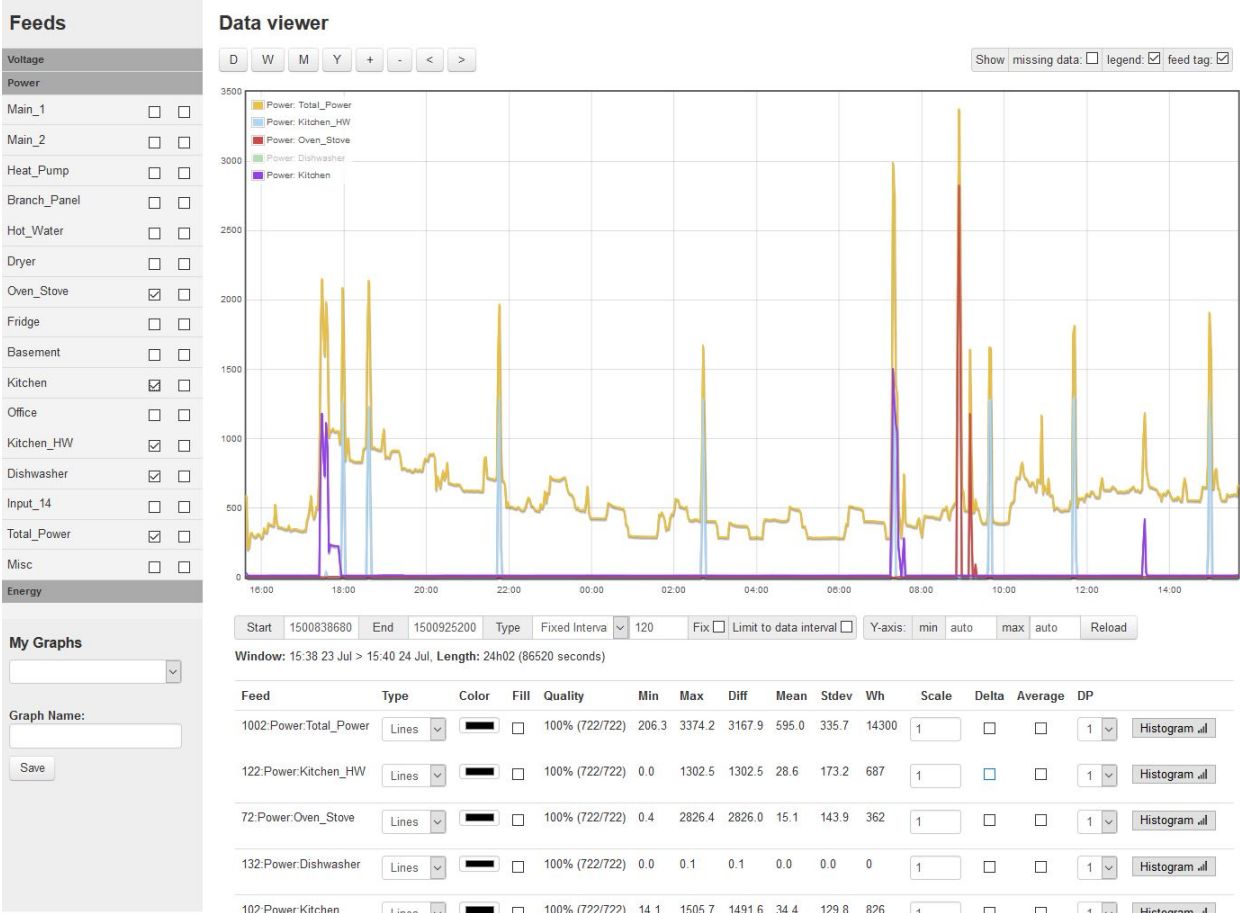 Feeds
Voltage
Power
Main_1
Main_2
Heat_Pump
Branch_Panel
Hot_Water
Dryer
Oven_Stove
Fridge
Basement
Kitchen
Office
Kitchen_HW
Dishwasher
Input_14
Total_Power
Misc
Energy
My Graphs
Graph Name:
Save
Data viewer
D W M Y + - < >
Show missing data: legend: feed tag:
3500
3000
2500
2000
1500
1000
500
0
Power: Total_Power
Power: Kitchen_HW
Power: Oven_Stove
Power: Dishwasher
Power: Kitchen
16:00 18:00 20:00 22:00 00:00 02:00 04:00 06:00 08:00 10:00 12:00 14:00
Start 1500838680 End 1500925200 Type Fixed Interva 120 Fix Limit to data interval Y-axis: min auto max auto Reload
Window: 15:38 23 Jul > 15:40 24 Jul, Length: 24h02 (86520 seconds)
Feed Type Color Fill Quality Min Max Diff Mean Stdev Wh Scale Delta Average DP
1002:Power:Total_Power Lines 100% (722/722) 206.3 3374.2 3167.9 595.0 335.7 14300 1 1 Histogram
122:Power:Kitchen_HW Lines 100% (722/722) 0.0 1302.5 1302.5 28.6 173.2 687 1 1 Histogram
72:Power:Oven_Stove Lines 100% (722/722) 0.4 2826.4 2826.0 15.1 143.9 362 1 1 Histogram
132:Power:Dishwasher Lines 100% (722/722) 0.0 0.1 0.1 0.0 0.0 0 1 1 Histogram
102:Power:Kitchen Lines 100% (722/722) 14.1 1505.7 1491.6 34.4 129.8 826 1 1 Histogram